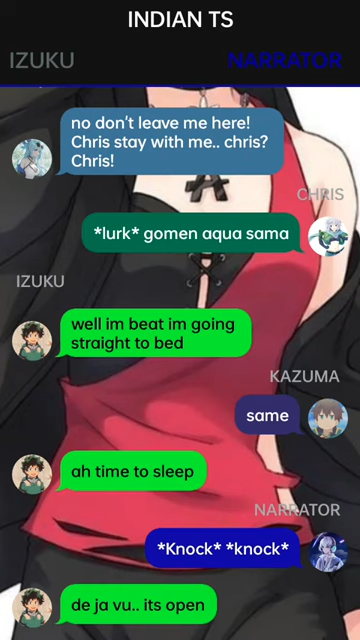 INDIAN TS
IZUKU
NARRATOR
no don't leave me here!
Chris stay with me.. chris?
Chris!
CHRIS
*lurk* gomen aqua sama
IZUKU
well im beat im going
straight to bed
KAZUMA
same
ah time to sleep
NARRATOR
*Knock* *knock*
de ja vu.. its open